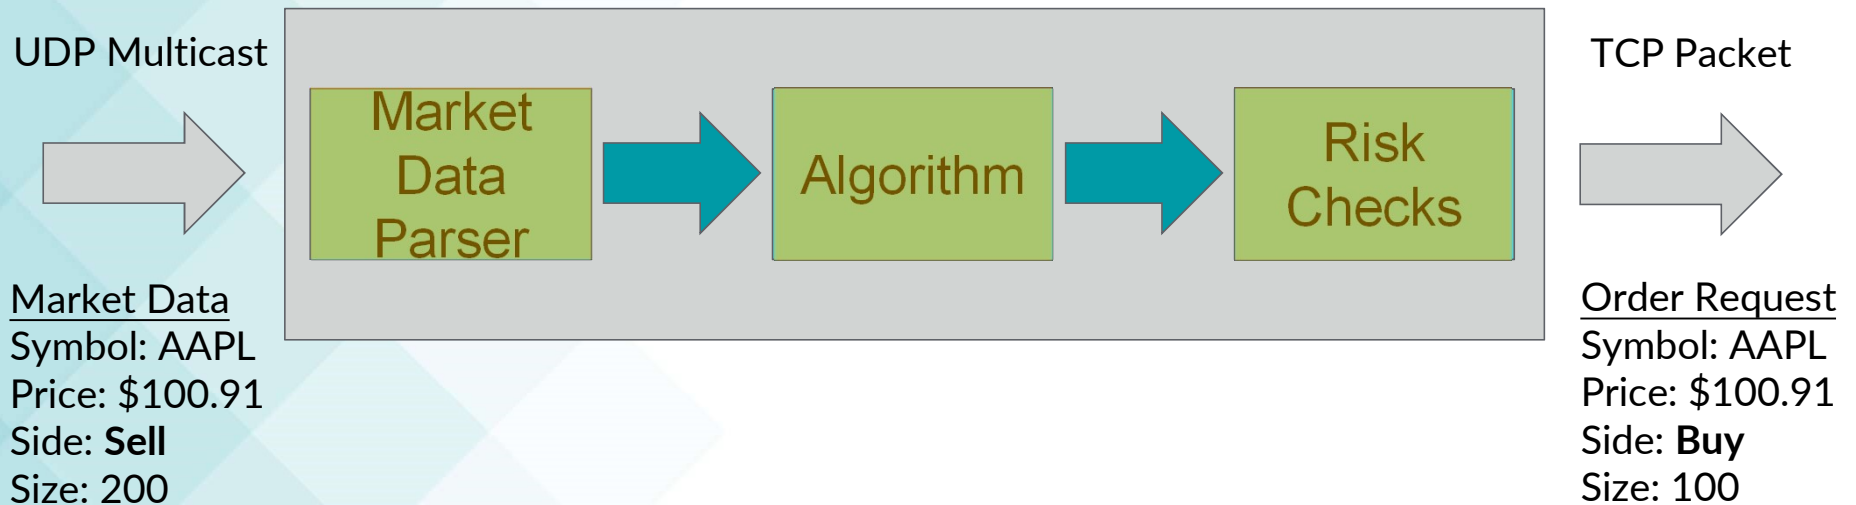 UDP Multicast
Market
Data
Parser
Algorithm
Risk
Checks
TCP Packet
Market Data
Symbol: AAPL
Price: $100.91
Side: Sell
Size: 200
Order Request
Symbol: AAPL
Price: $100.91
Side: Buy
Size: 100